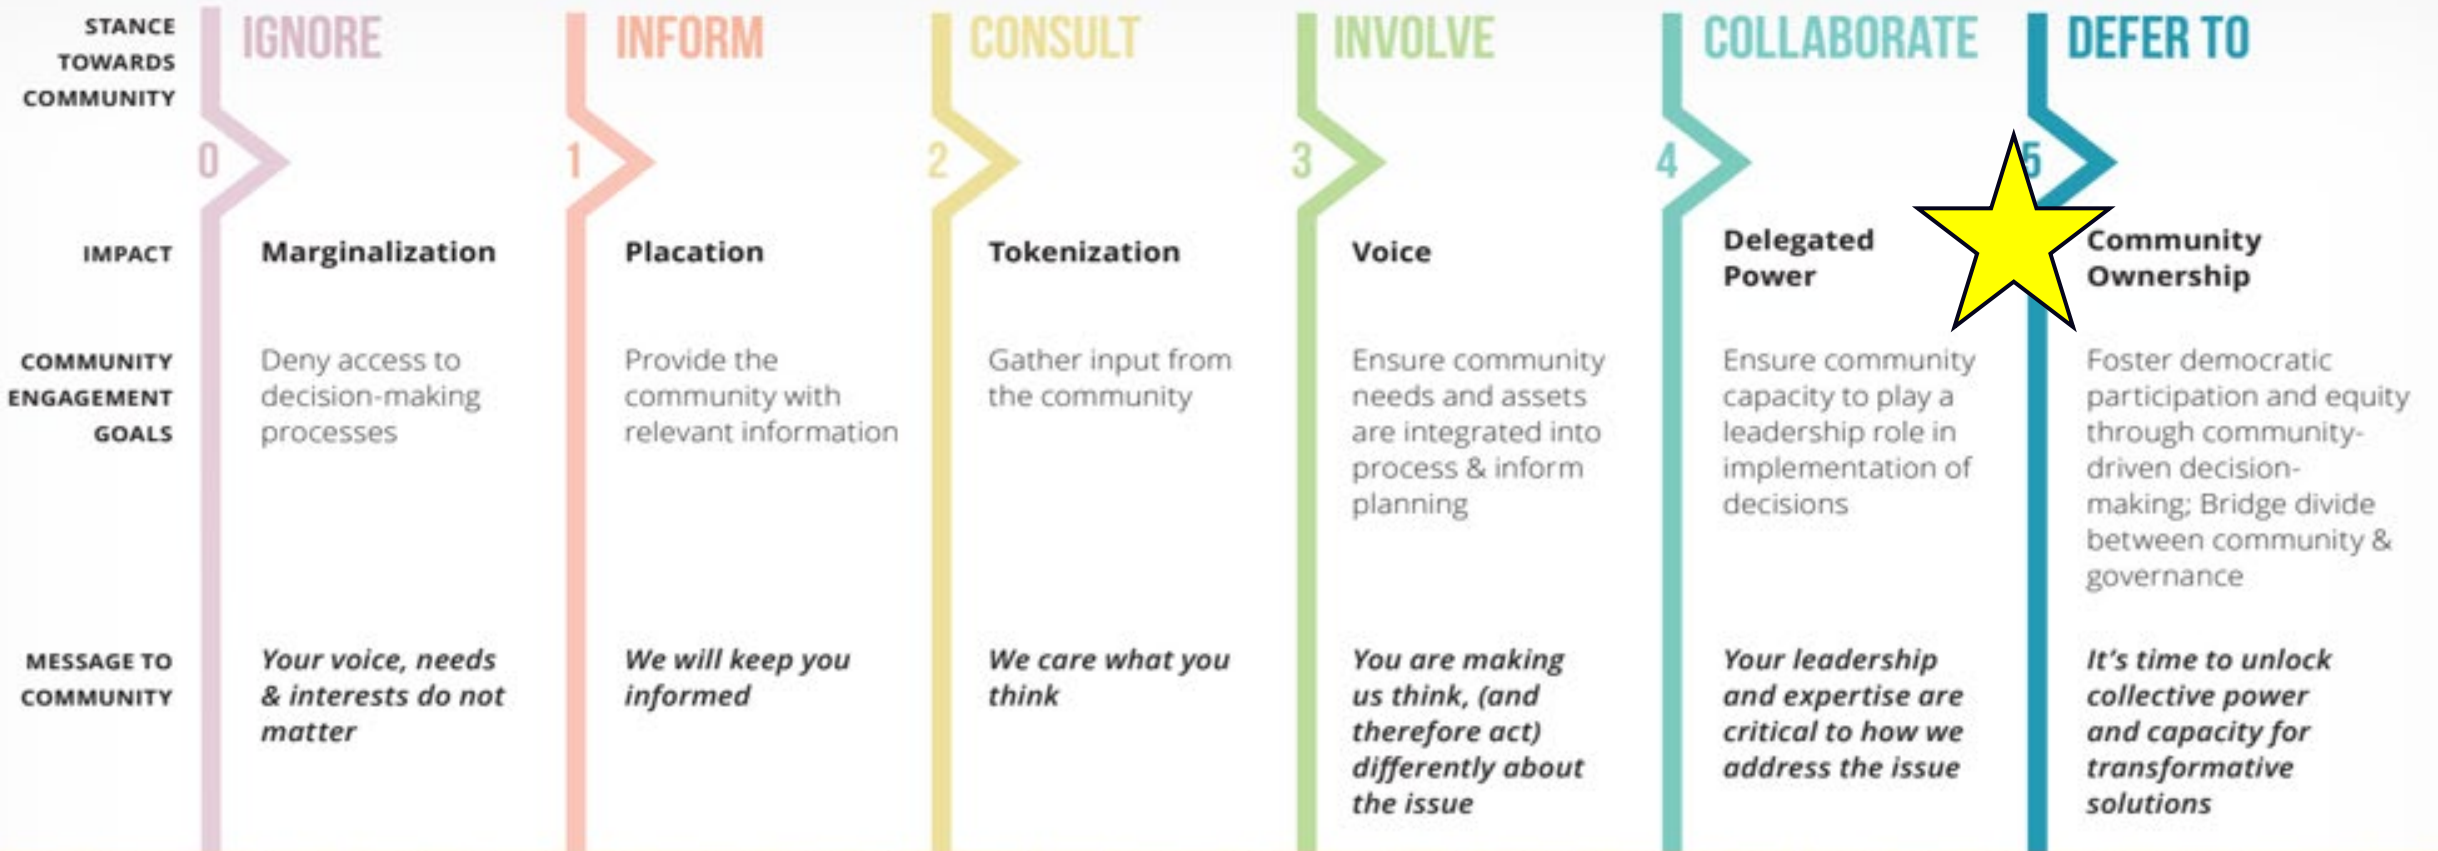 STANCE
TOWARDS
COMMUNITY
IGNORE
INFORM
CONSULT
INVOLVE
COLLABORATE
DEFER TO
0
1
2
3
4
5
IMPACT
Marginalization
Placation
Tokenization
Voice
Delegated
Power
Community
Ownership
COMMUNITY
ENGAGEMENT
GOALS
Deny access to
decision-making
processes
Provide the
community with
relevant information
Gather input from
the community
Ensure community
needs and assets
are integrated into
process & inform
planning
Ensure community
capacity to play a
leadership role in
implementation of
decisions
Foster democratic
participation and equity
through community-
driven decision-
making; Bridge divide
between community &
governance
MESSAGE TO
COMMUNITY
Your voice, needs
& interests do not
matter
We will keep you
informed
We care what you
think
You are making
us think, (and
therefore act)
differently about
the issue
Your leadership
and expertise are
critical to how we
address the issue
It's time to unlock
collective power
and capacity for
transformative
solutions